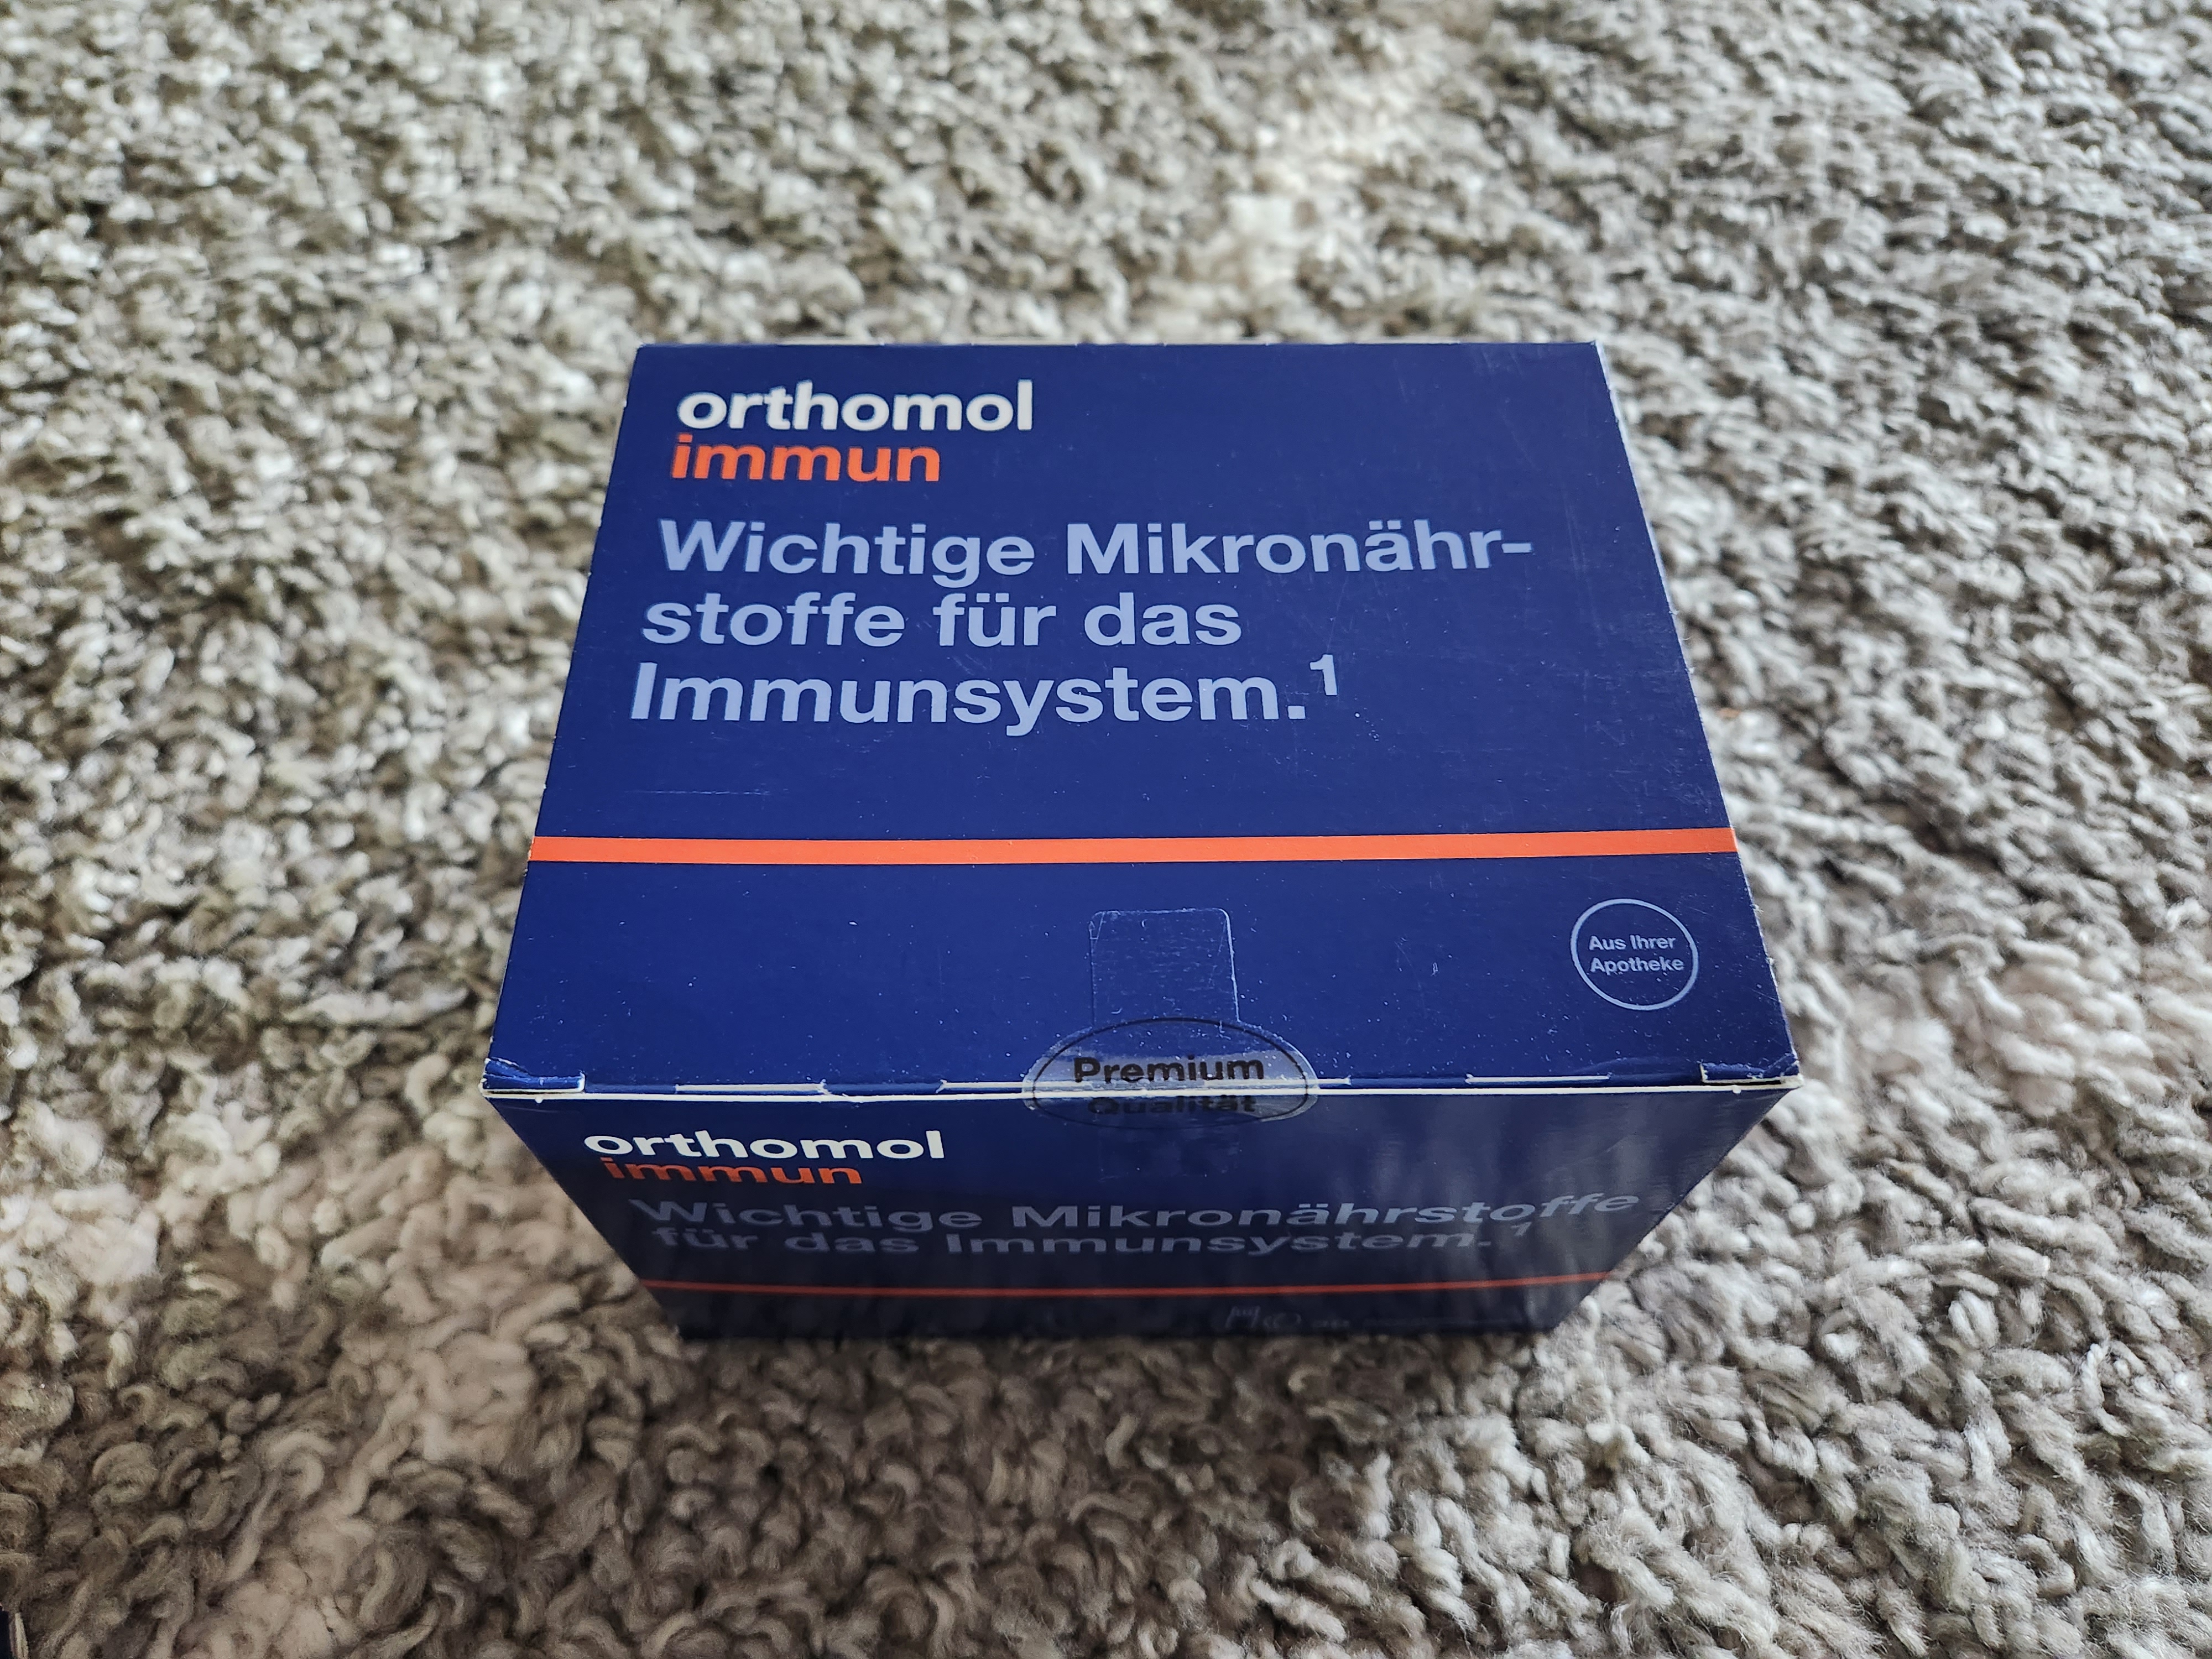 orthomol
immun
Wichtige Mikronähr-
stoffe für das
Immunsystem.¹
Aus Ihrer
Apotheke
Premium
Qualität
orthomol
immun
Wichtige Mikronährstoffe
für das Immunsystem.¹